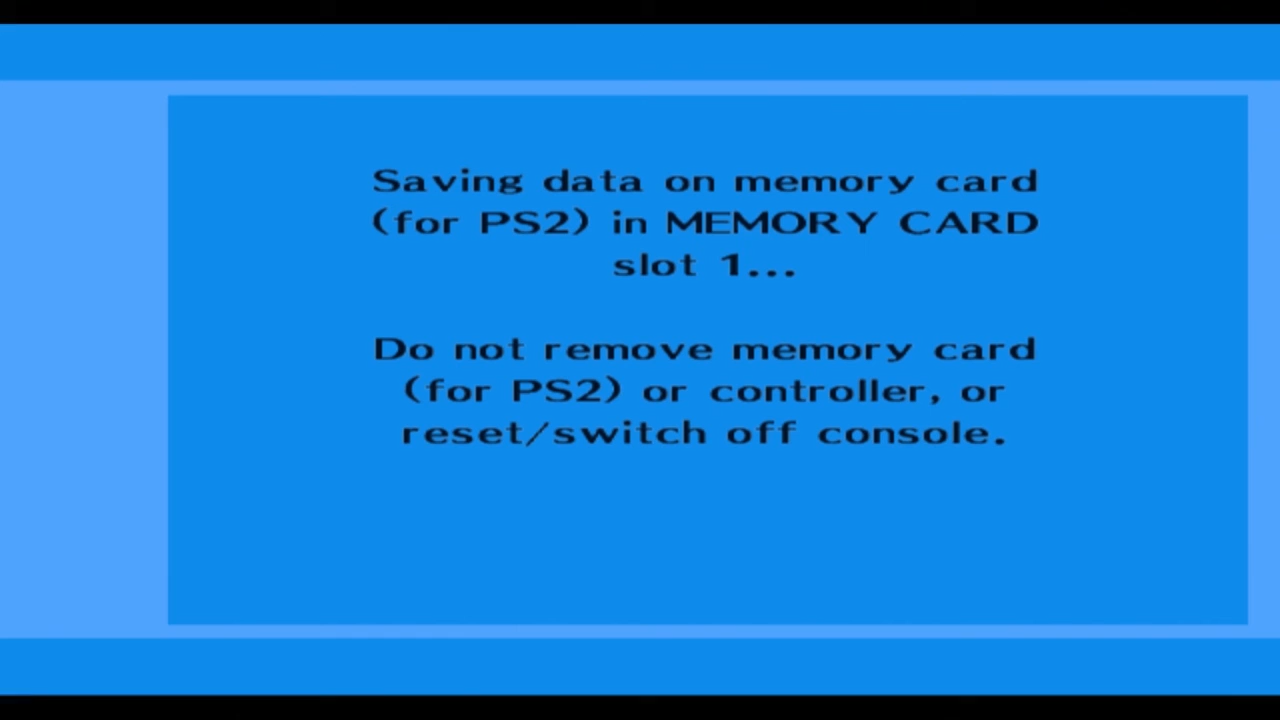 Saving data on memory card
(for PS2) in MEMORY CARD
slot 1...
Do not remove memory card
(for PS2) or controller, or
reset/switch off console.